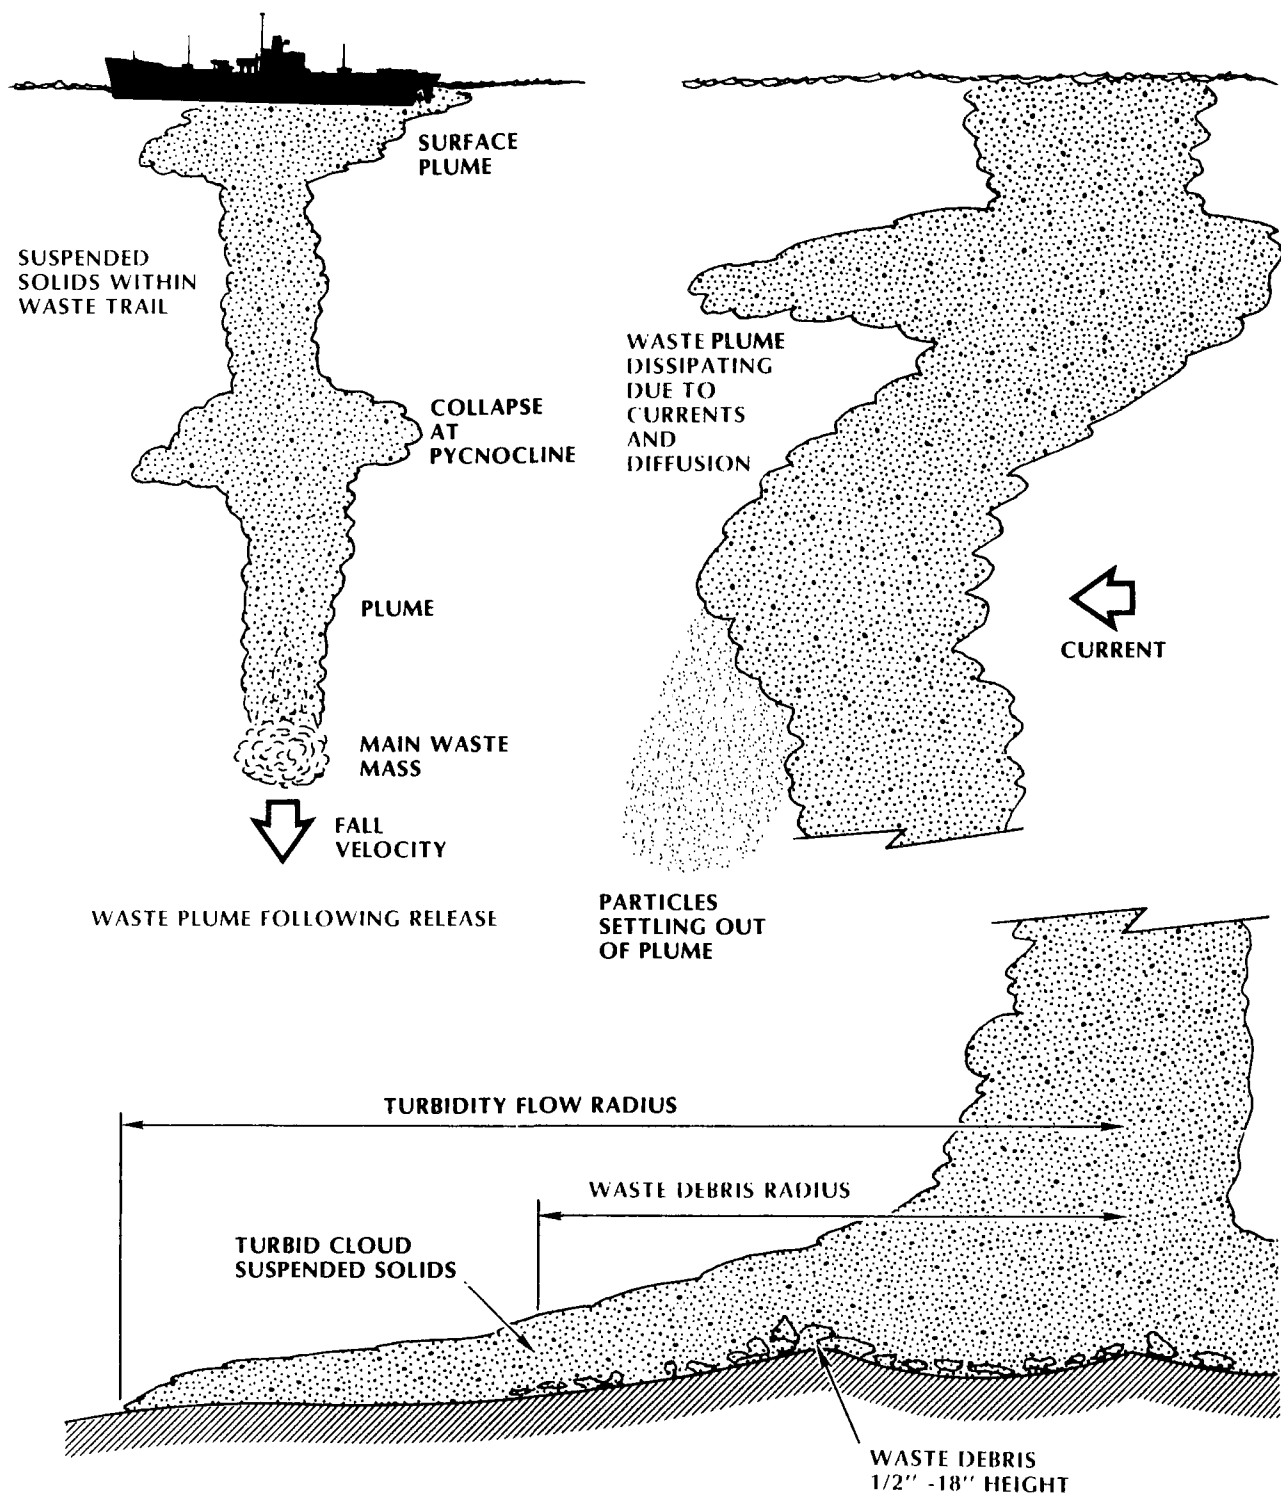 SURFACE
PLUME
SUSPENDED
SOLIDS WITHIN
WASTE TRAIL
COLLAPSE
AT
PYCNOCLINE
PLUME
MAIN WASTE
MASS
FALL
VELOCITY
WASTE PLUME FOLLOWING RELEASE
WASTE PLUME
DISSIPATING
DUE TO
CURRENTS
AND
DIFFUSION
CURRENT
PARTICLES
SETTLING OUT
OF PLUME
TURBIDITY FLOW RADIUS
WASTE DEBRIS RADIUS
TURBID CLOUD
SUSPENDED SOLIDS
WASTE DEBRIS
1/2″ -18″ HEIGHT